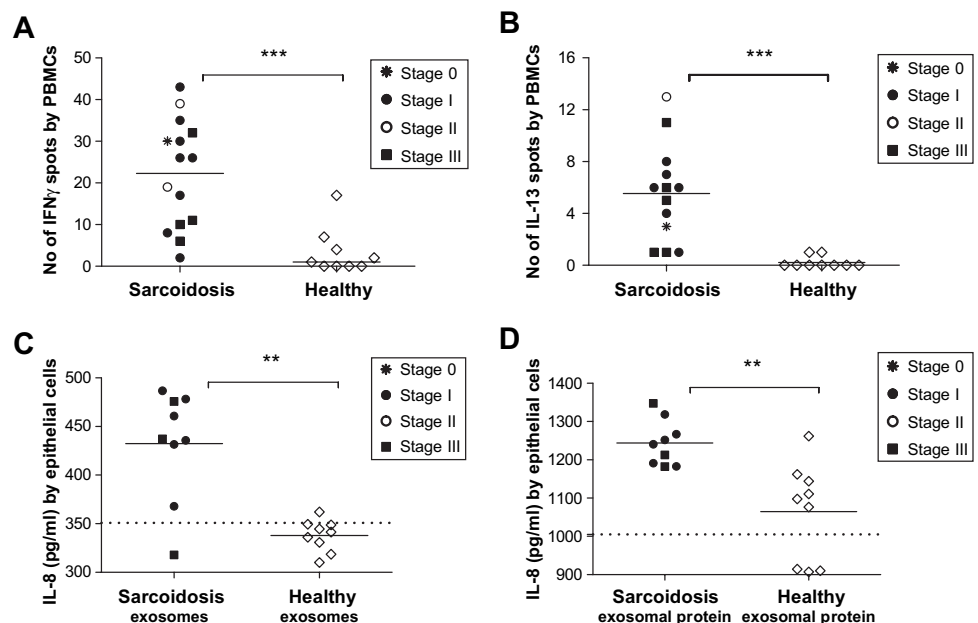 A
No of IFNγ spots by PBMCs
50
40
30
20
10
0
***
Stage 0
Stage I
Stage II
Stage III
Sarcoidosis
Healthy
B
No of IL-13 spots by PBMCs
16
12
8
4
0
***
Stage 0
Stage I
Stage II
Stage III
Sarcoidosis
Healthy
C
IL-8 (pg/ml) by epithelial cells
500
450
400
350
300
**
Stage 0
Stage I
Stage II
Stage III
Sarcoidosis
exosomes
Healthy
exosomes
D
IL-8 (pg/ml) by epithelial cels
1400
1300
1200
1100
1000
900
**
Stage 0
Stage I
Stage II
Stage III
Sarcoidosis
exosomal protein
Healthy
exosomal protein